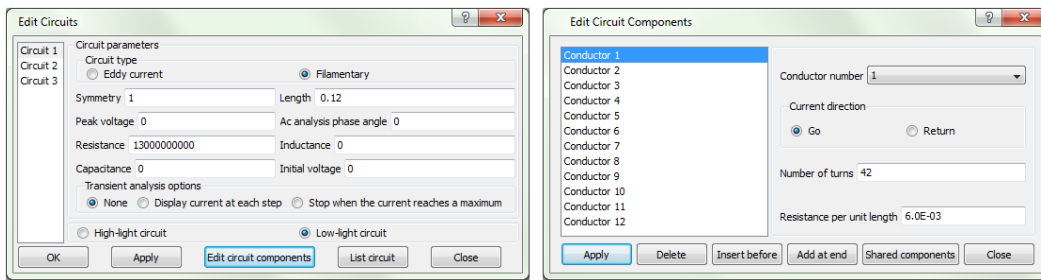 Edit Circuits
Circuit 1
Circuit 2
Circuit 3
Circuit parameters
Circuit type
Eddy current Filamentary
Symmetry 1 Length 0.12
Peak voltage 0 Ac analysis phase angle 0
Resistance 13000000000 Inductance 0
Capacitance 0 Initial voltage 0
Transient analysis options
None Display current at each step Stop when the current reaches a maximum
High-light circuit Low-light circuit
OK Apply Edit circuit components List circuit Close
Edit Circuit Components
Conductor 1
Conductor 2
Conductor 3
Conductor 4
Conductor 5
Conductor 6
Conductor 7
Conductor 8
Conductor 9
Conductor 10
Conductor 11
Conductor 12
Conductor number 1
Current direction
Go Return
Number of turns 42
Resistance per unit length 6.0E-03
Apply Delete Insert before Add at end Shared components Close